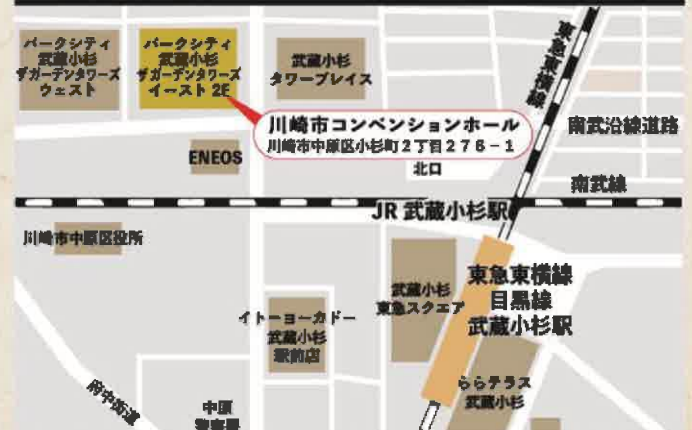 パークシティ
武蔵小杉
ザガーデンタワーズ
ウェスト
パークシティ
武蔵小杉
ザガーデンタワーズ
イースト 2F
武蔵小杉
タワープレイス
東急東横線
川崎市コンベンションホール
川崎市中原区小杉町2丁目276-1
南武沿線道路
ENEOS
北口
南武線
JR 武蔵小杉駅
川崎市中原区役所
東急東横線
目黒線
武蔵小杉駅
武蔵小杉
東急スクエア
イトーヨーカドー
武蔵小杉
駅前店
ららテラス
武蔵小杉
府中街道
中原
警察署